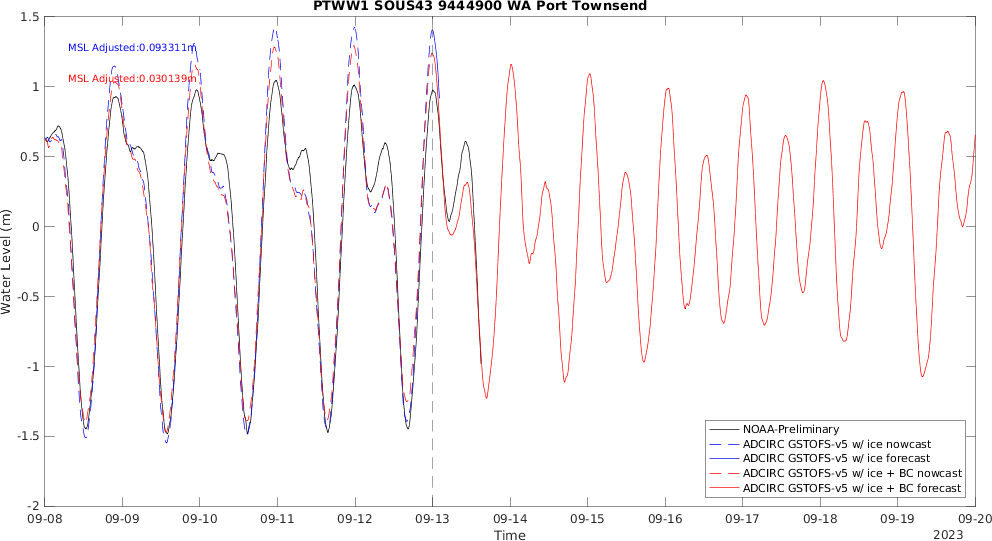 PTWW1 SOUS43 9444900 WA Port Townsend
MSL Adjusted:0.093311m
MSL Adjusted:0.030139m
1.5
1
0.5
0
-0.5
-1
-1.5
-2
Water Level (m)
NOAA-Preliminary
ADCIRC GSTOFS-v5 w/ ice nowcast
ADCIRC GSTOFS-v5 w/ ice forecast
ADCIRC GSTOFS-v5 w/ ice + BC nowcast
ADCIRC GSTOFS-v5 w/ ice + BC forecast
09-08 09-09 09-10 09-11 09-12 09-13 09-14 09-15 09-16 09-17 09-18 09-19 09-20
Time
2023